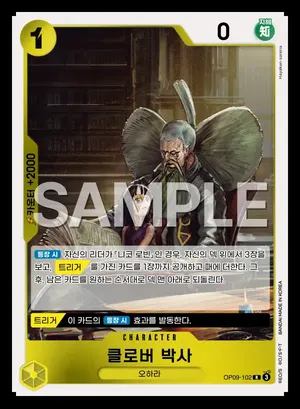 1
0
지혜
知
카운터 +2000
SAMPLE
등장 시 자신의 리더가 「니코 로빈」인 경우, 자신의 덱 위에서 3장을
보고, 트리거 를 가진 카드를 1장까지 공개하고 패에 더한다. 그
후, 남은 카드를 원하는 순서대로 덱 맨 아래로 되돌린다.
트리거 이 카드의 등장 시 효과를 발동한다.
CHARACTER
클로버 박사
오하라
OP09-102 R
3
BANDAI MADE IN KOREA